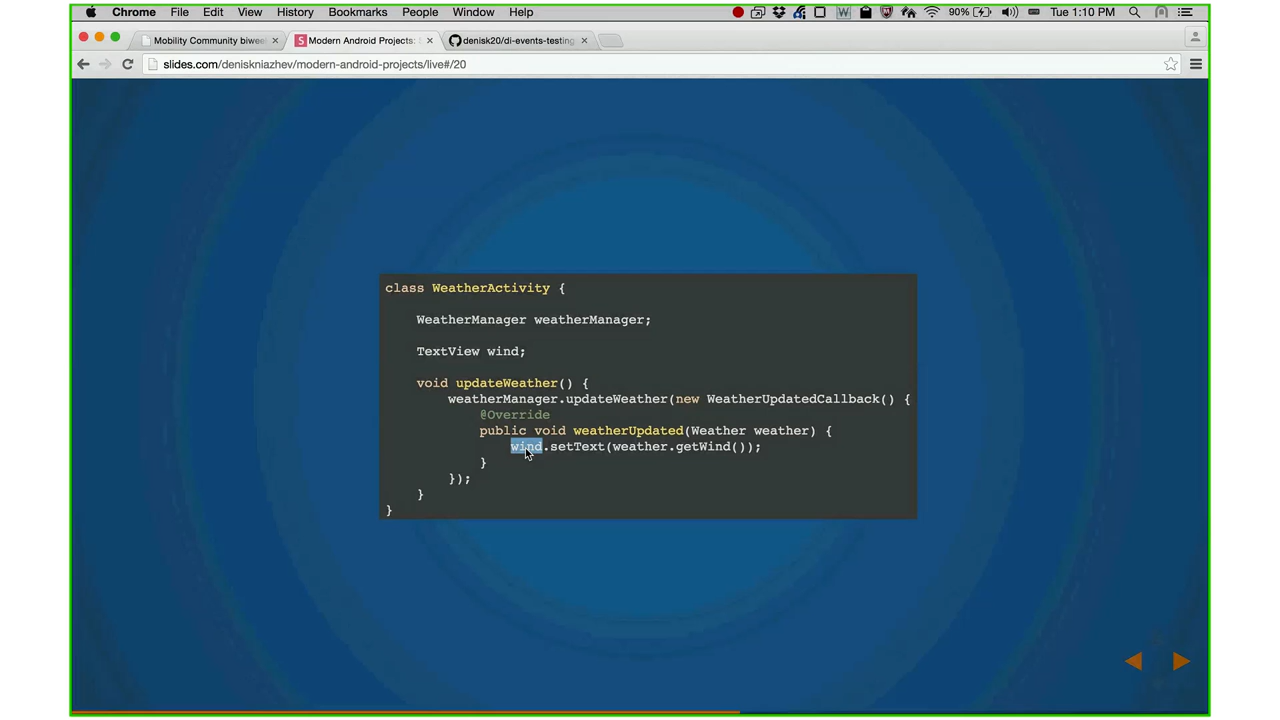 Chrome File Edit View History Bookmarks People Window Help 90% Tue 1:10 PM
Mobility Community biwee Modern Android Projects: denisk20/di-events-testing
slides.com/deniskniazhev/modern-android-projects/live#/20
class WeatherActivity {
WeatherManager weatherManager;
TextView wind;
void updateWeather() {
weatherManager.updateWeather(new WeatherUpdatedCallback() {
@Override
public void weatherUpdated(Weather weather) {
wind.setText(weather.getWind());
}
});
}
}